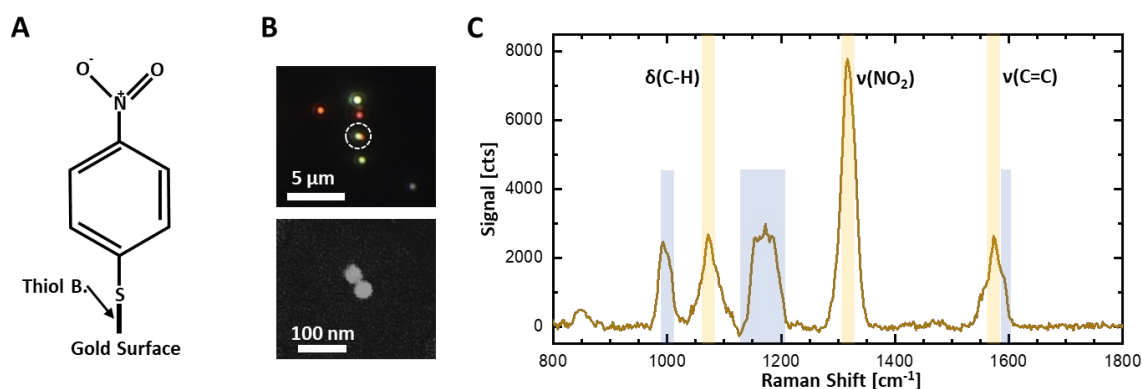 A
O-
O
N+
S
Thiol B.
Gold Surface
B
5 µm
100 nm
C
Signal [cts]
8000
6000
4000
2000
0
δ(C-H)
ν(NO₂)
ν(C=C)
800
1000
1200
1400
1600
1800
Raman Shift [cm⁻¹]